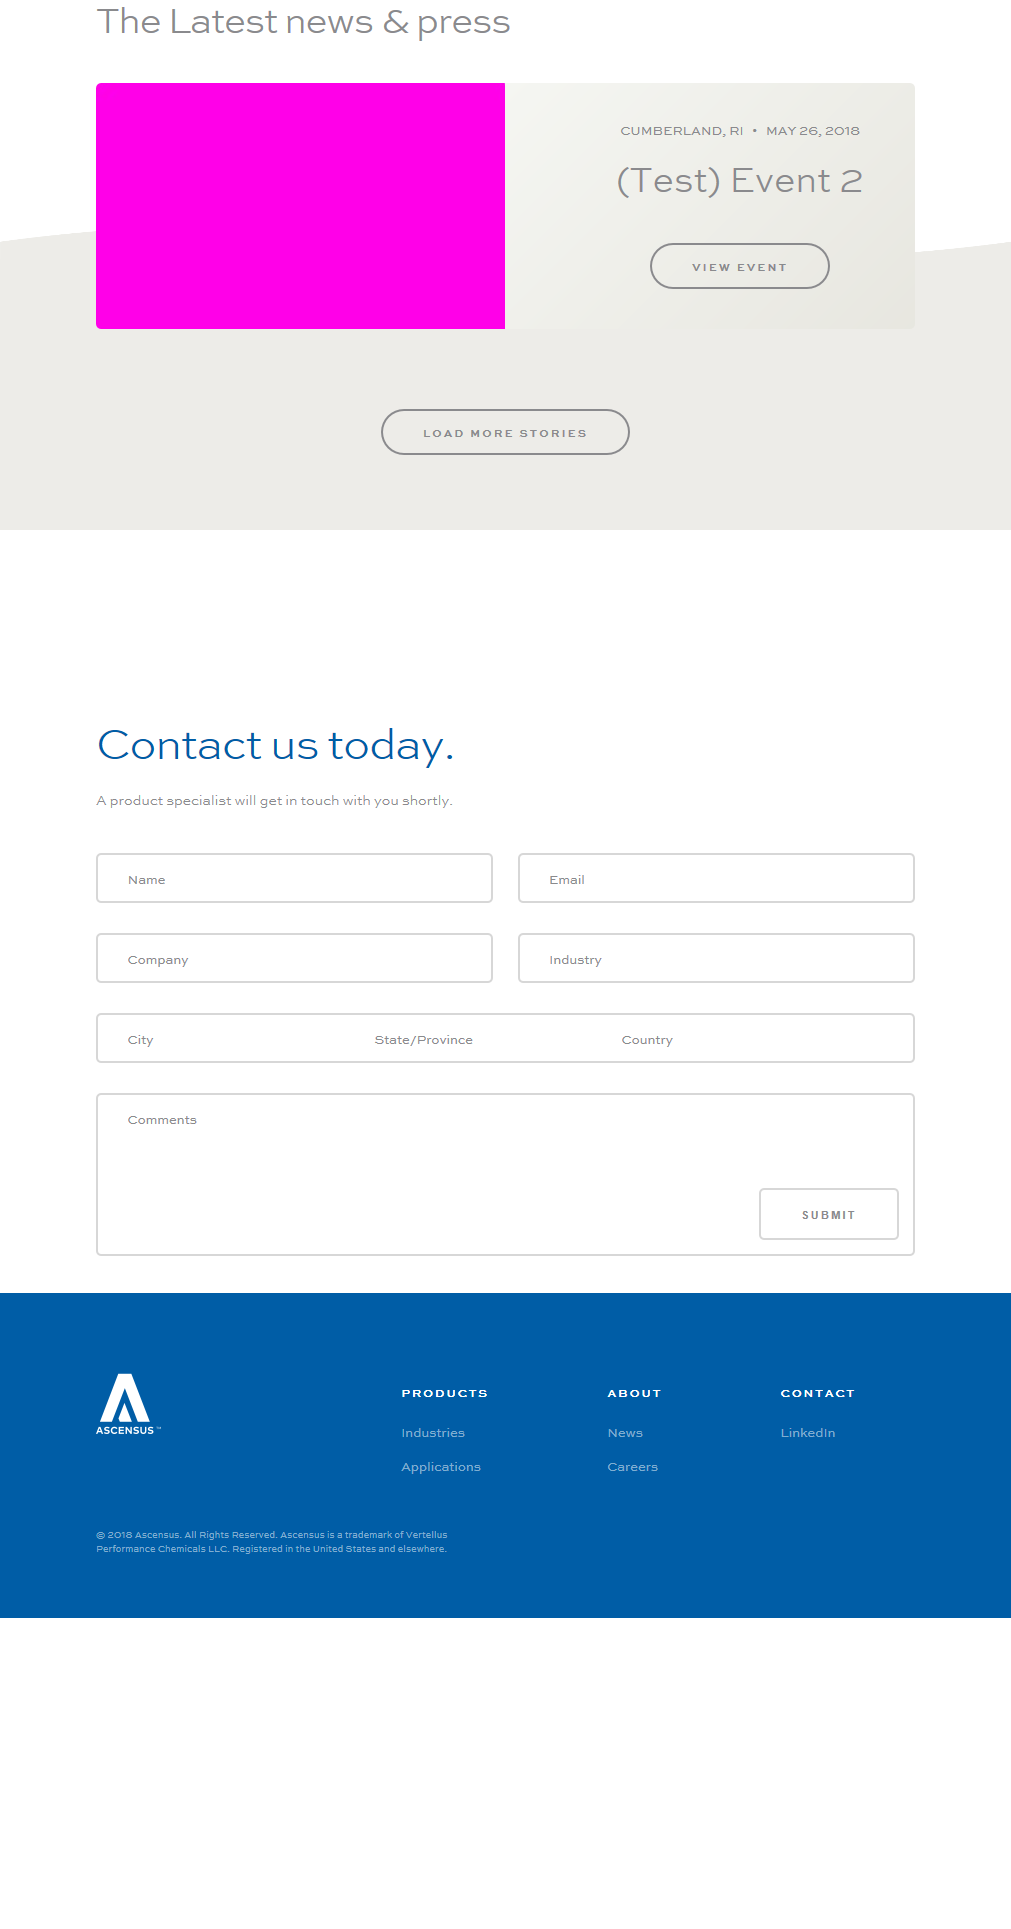 The Latest news & press
CUMBERLAND, RI • MAY 26, 2018
(Test) Event 2
VIEW EVENT
LOAD MORE STORIES
Contact us today.
A product specialist will get in touch with you shortly.
Name
Email
Company
Industry
City
State/Province
Country
Comments
SUBMIT
ASCENSUS™
PRODUCTS
Industries
Applications
ABOUT
News
Careers
CONTACT
LinkedIn
© 2018 Ascensus. All Rights Reserved. Ascensus is a trademark of Vertellus
Performance Chemicals LLC. Registered in the United States and elsewhere.